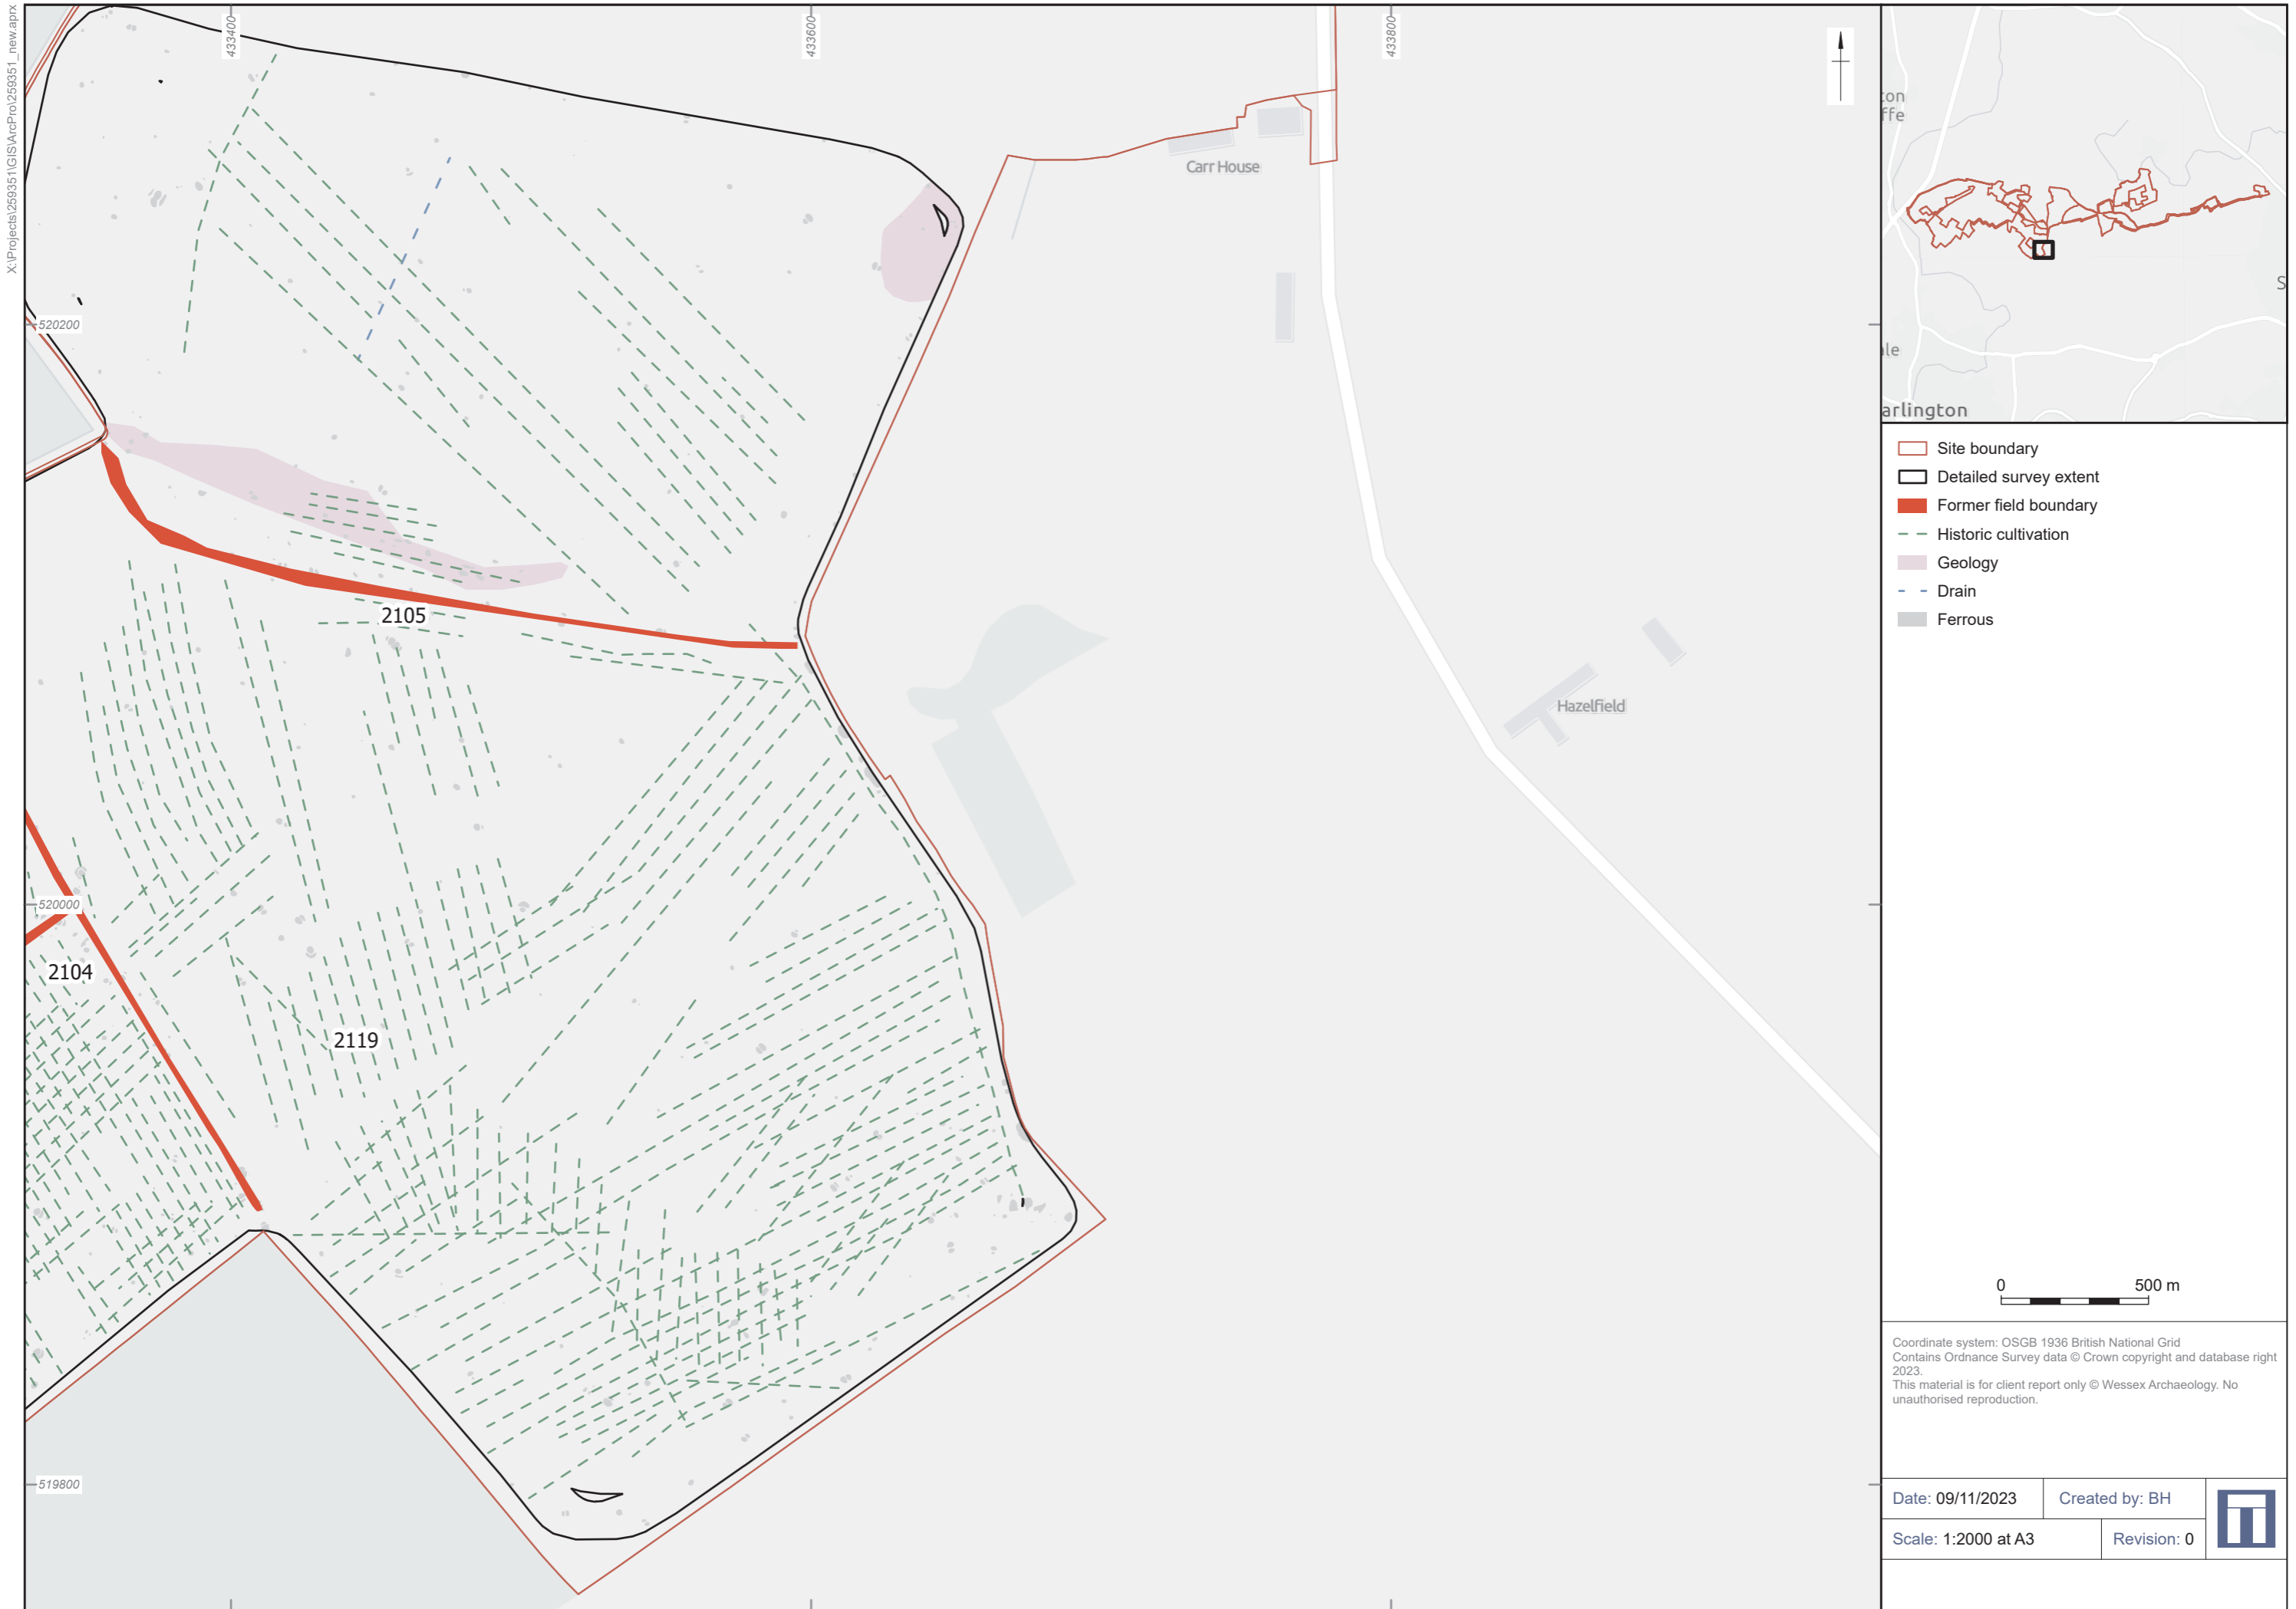 X:\Projects\259351\GIS\ArcPro\259351_new.aprx
433400
433600
433800
Carr House
520200
2105
Hazelfield
520000
2104
2119
519800
ton
ffe
S
ale
arlington
Site boundary
Detailed survey extent
Former field boundary
Historic cultivation
Geology
Drain
Ferrous
0 500 m
Coordinate system: OSGB 1936 British National Grid
Contains Ordnance Survey data © Crown copyright and database right
2023.
This material is for client report only © Wessex Archaeology. No
unauthorised reproduction.
Date: 09/11/2023 Created by: BH
Scale: 1:2000 at A3 Revision: 0